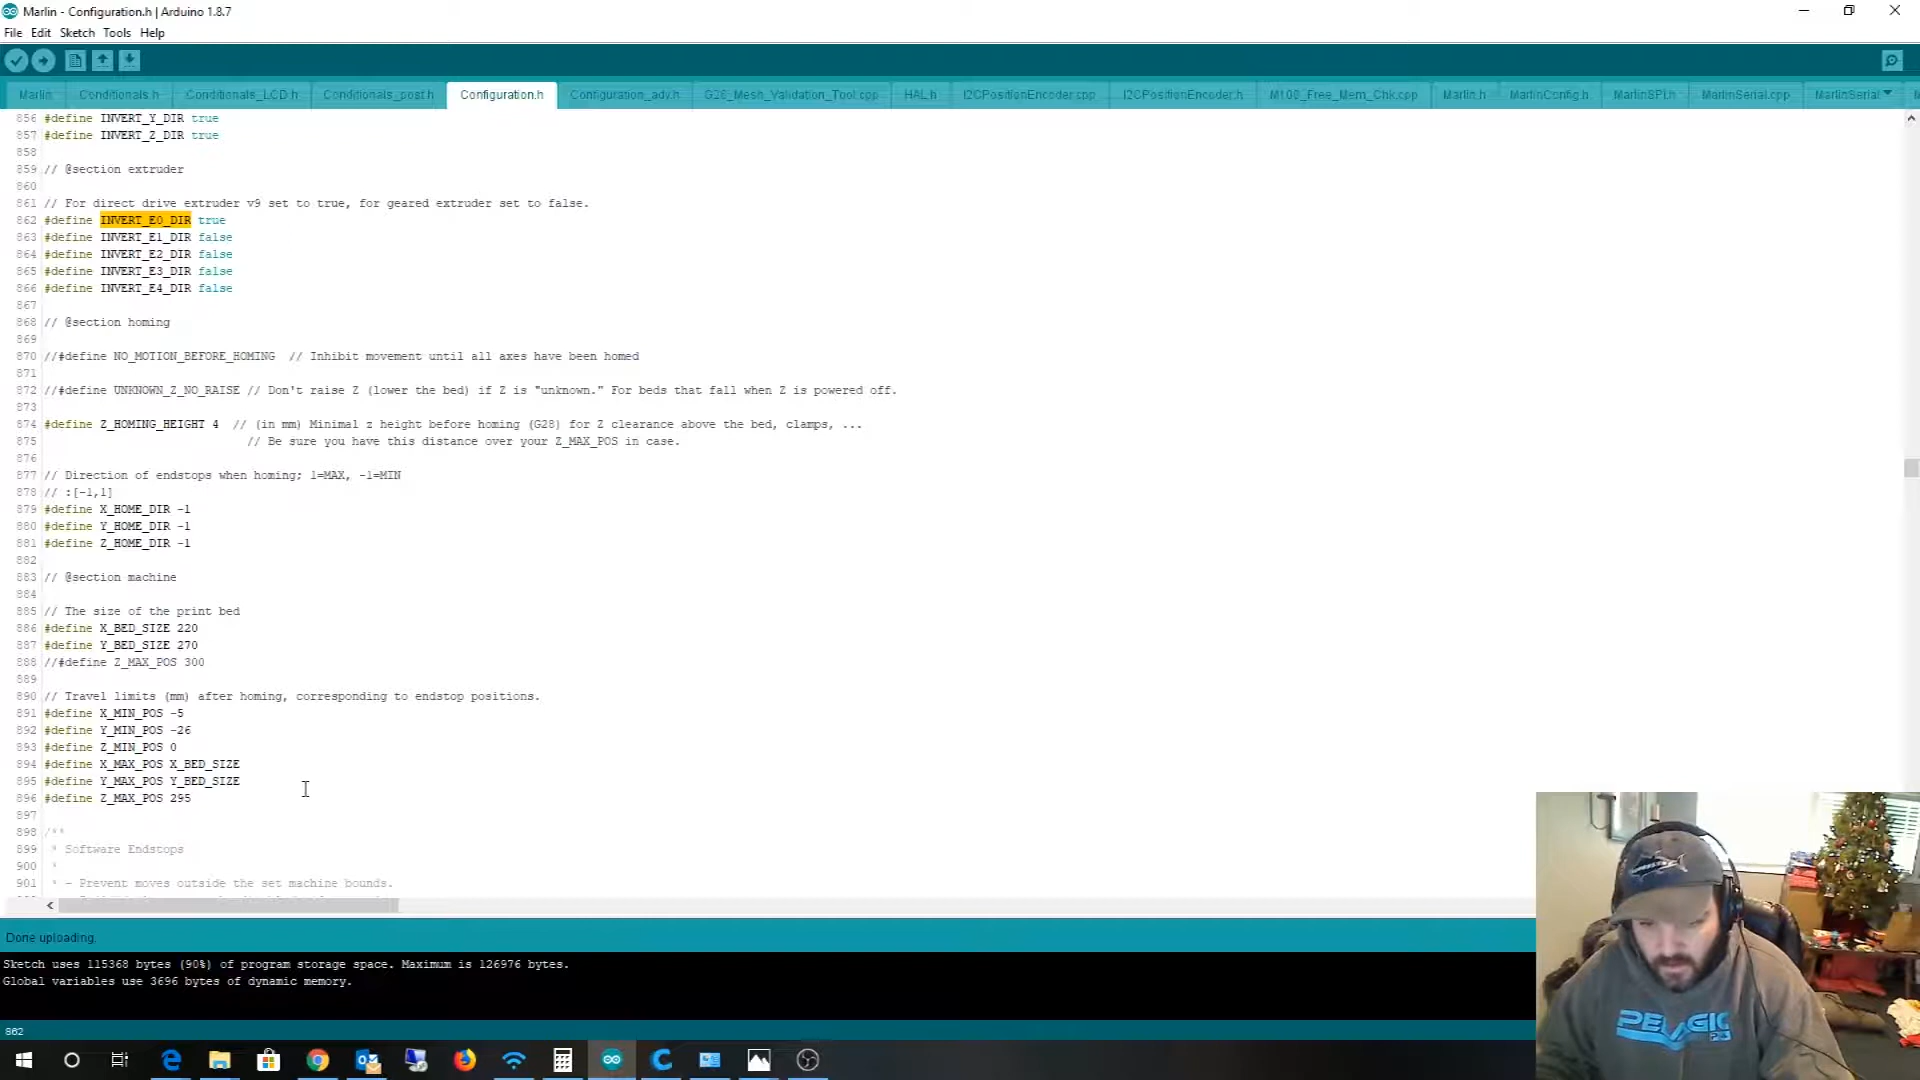 Marlin - Configuration.h | Arduino 1.8.7
File Edit Sketch Tools Help
Marlin Conditionals.h Conditionals_LCD.h Conditionals_post.h Configuration.h Configuration_adv.h G26_Mesh_Validation_Tool.cpp HAL.h I2CPositionEncoder.cpp I2CPositionEncoder.h M100_Free_Mem_Chk.cpp Marlin.h MarlinConfig.h MarlinSPI.h MarlinSerial.cpp MarlinSerial
856 #define INVERT_Y_DIR true
857 #define INVERT_Z_DIR true
858
859 // @section extruder
860
861 // For direct drive extruder v9 set to true, for geared extruder set to false.
862 #define INVERT_E0_DIR true
863 #define INVERT_E1_DIR false
864 #define INVERT_E2_DIR false
865 #define INVERT_E3_DIR false
866 #define INVERT_E4_DIR false
867
868 // @section homing
869
870 //#define NO_MOTION_BEFORE_HOMING // Inhibit movement until all axes have been homed
871
872 //#define UNKNOWN_Z_NO_RAISE // Don't raise Z (lower the bed) if Z is "unknown." For beds that fall when Z is powered off.
873
874 #define Z_HOMING_HEIGHT 4 // (in mm) Minimal z height before homing (G28) for Z clearance above the bed, clamps, ...
875 // Be sure you have this distance over your Z_MAX_POS in case.
876
877 // Direction of endstops when homing; 1=MAX, -1=MIN
878 // :[-1,1]
879 #define X_HOME_DIR -1
880 #define Y_HOME_DIR -1
881 #define Z_HOME_DIR -1
882
883 // @section machine
884
885 // The size of the print bed
886 #define X_BED_SIZE 220
887 #define Y_BED_SIZE 270
888 //#define Z_MAX_POS 300
889
890 // Travel limits (mm) after homing, corresponding to endstop positions.
891 #define X_MIN_POS -5
892 #define Y_MIN_POS -26
893 #define Z_MIN_POS 0
894 #define X_MAX_POS X_BED_SIZE
895 #define Y_MAX_POS Y_BED_SIZE
896 #define Z_MAX_POS 295
897
898 /**
899 * Software Endstops
900 *
901 * - Prevent moves outside the set machine bounds.
Done uploading.
Sketch uses 115368 bytes (90%) of program storage space. Maximum is 126976 bytes.
Global variables use 3696 bytes of dynamic memory.
862
PELAGIC